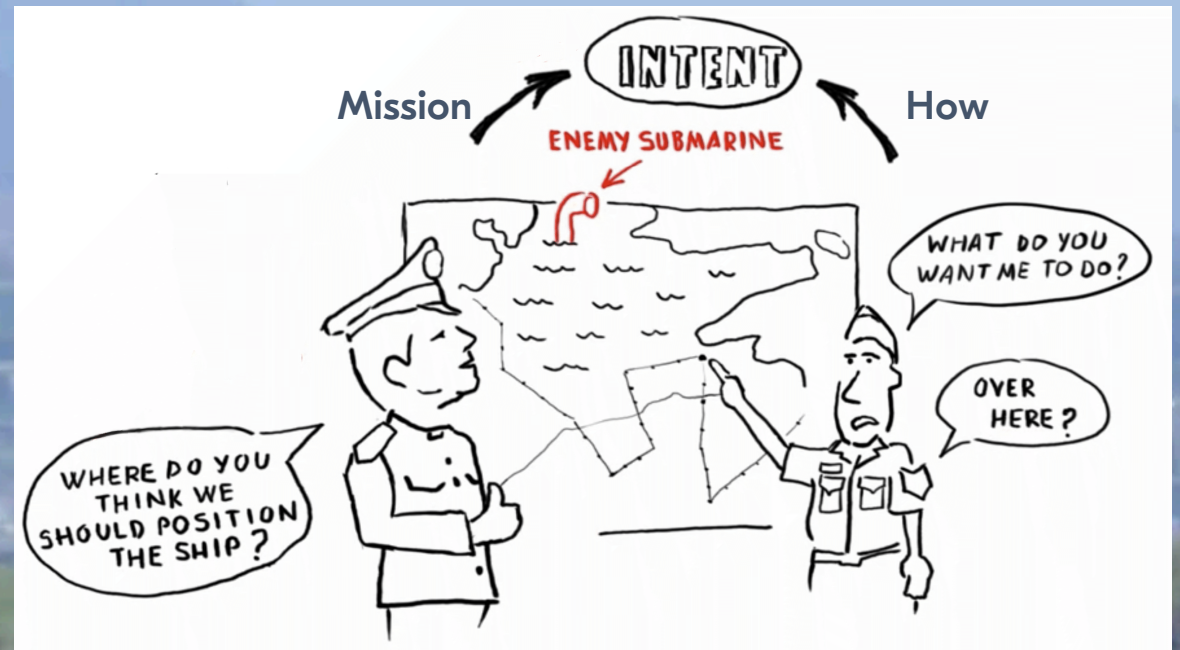 INTENT
Mission
How
ENEMY SUBMARINE
WHAT DO YOU
WANT ME TO DO?
OVER
HERE?
WHERE DO YOU
THINK WE
SHOULD POSITION
THE SHIP?